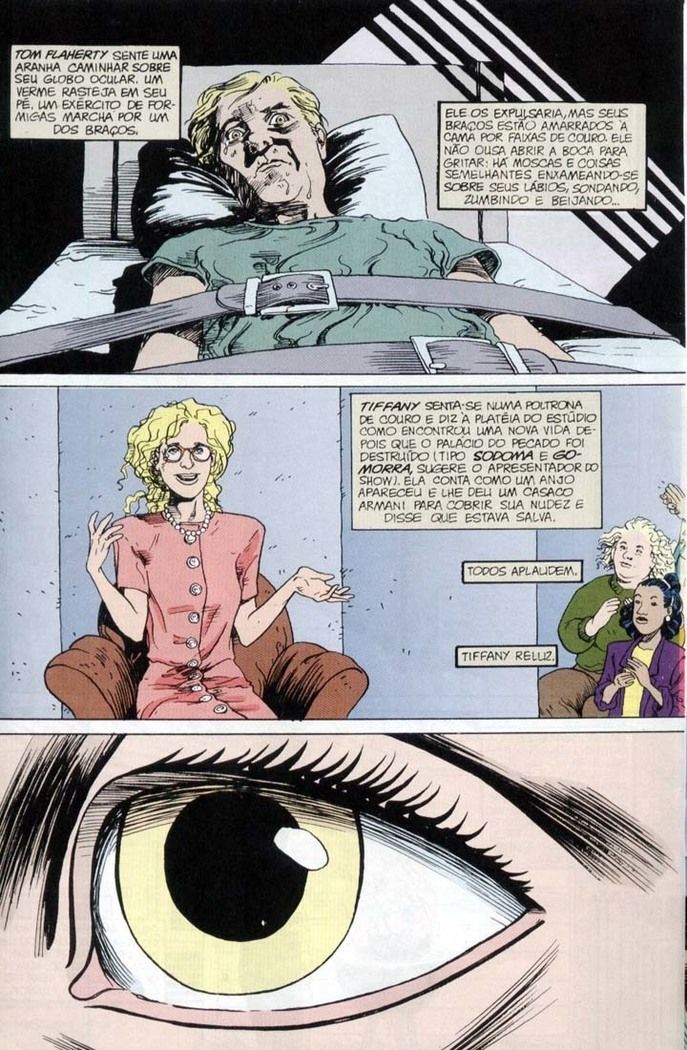 TOM FLAHERTY SENTE UMA
ARANHA CAMINHAR SOBRE
SEU GLOBO OCULAR. UM
VERME RASTEJA EM SEU
PÉ. UM EXÉRCITO DE FOR-
MIGAS MARCHA POR UM
DOS BRAÇOS.
ELE OS EXPULSARIA, MAS SEUS
BRAÇOS ESTÃO AMARRADOS À
CAMA POR FAIXAS DE COURO. ELE
NÃO OUSA ABRIR A BOCA PARA
GRITAR: HÁ MOSCAS E COISAS
SEMELHANTES ENXAMEANDO-SE
SOBRE SEUS LÁBIOS, SONDANDO,
ZUMBINDO E BEIJANDO...
TIFFANY SENTA-SE NUMA POLTRONA
DE COURO E DIZ À PLATÉIA DO ESTÚDIO
COMO ENCONTROU UMA NOVA VIDA DE-
POIS QUE O PALÁCIO DO PECADO FOI
DESTRUÍDO (TIPO SODOMA E GO-
MORRA, SUGERE O APRESENTADOR DO
SHOW). ELA CONTA COMO UM ANJO
APARECEU E LHE DEU UM CASACO
ARMANI PARA COBRIR SUA NUDEZ E
DISSE QUE ESTAVA SALVA.
TODOS APLAUDEM.
TIFFANY RELUZ.